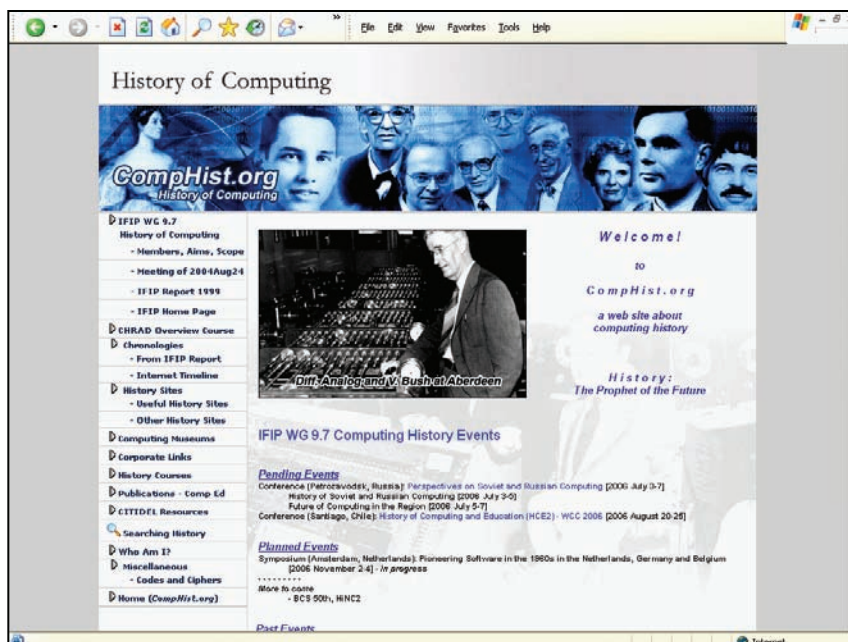 File Edit View Favorites Tools Help
History of Computing
CompHist.org
History of Computing
IFIP WG 9.7
History of Computing
- Members, Aims, Scope
- Meeting of 2004Aug24
- IFIP Report 1999
- IFIP Home Page
CHRAD Overview Course
Chronologies
- From IFIP Report
- Internet Timeline
History Sites
- Useful History Sites
- Other History Sites
Computing Museums
Corporate Links
History Courses
Publications - Comp Ed
CITIDEL Resources
Searching History
Who Am I?
Miscellaneous
- Codes and Ciphers
Home (CompHist.org)
Diff. Analog and V. Bush at Aberdeen
Welcome!
to
CompHist.org
a web site about
computing history
History:
The Prophet of the Future
IFIP WG 9.7 Computing History Events
Pending Events
Conference (Petrozavodsk, Russia): Perspectives on Soviet and Russian Computing [2006 July 3-7]
History of Soviet and Russian Computing [2006 July 3-5]
Future of Computing in the Region [2006 July 5-7]
Conference (Santiago, Chile): History of Computing and Education (HCE2) - WCC 2006 [2006 August 20-25]
Planned Events
Symposium (Amsterdam, Netherlands): Pioneering Software in the 1960s in the Netherlands, Germany and Belgium
[2006 November 2-4] - in progress
- - - - - - - - -
More to come
- BCS 50th, HiNC2
Past Events
Internet